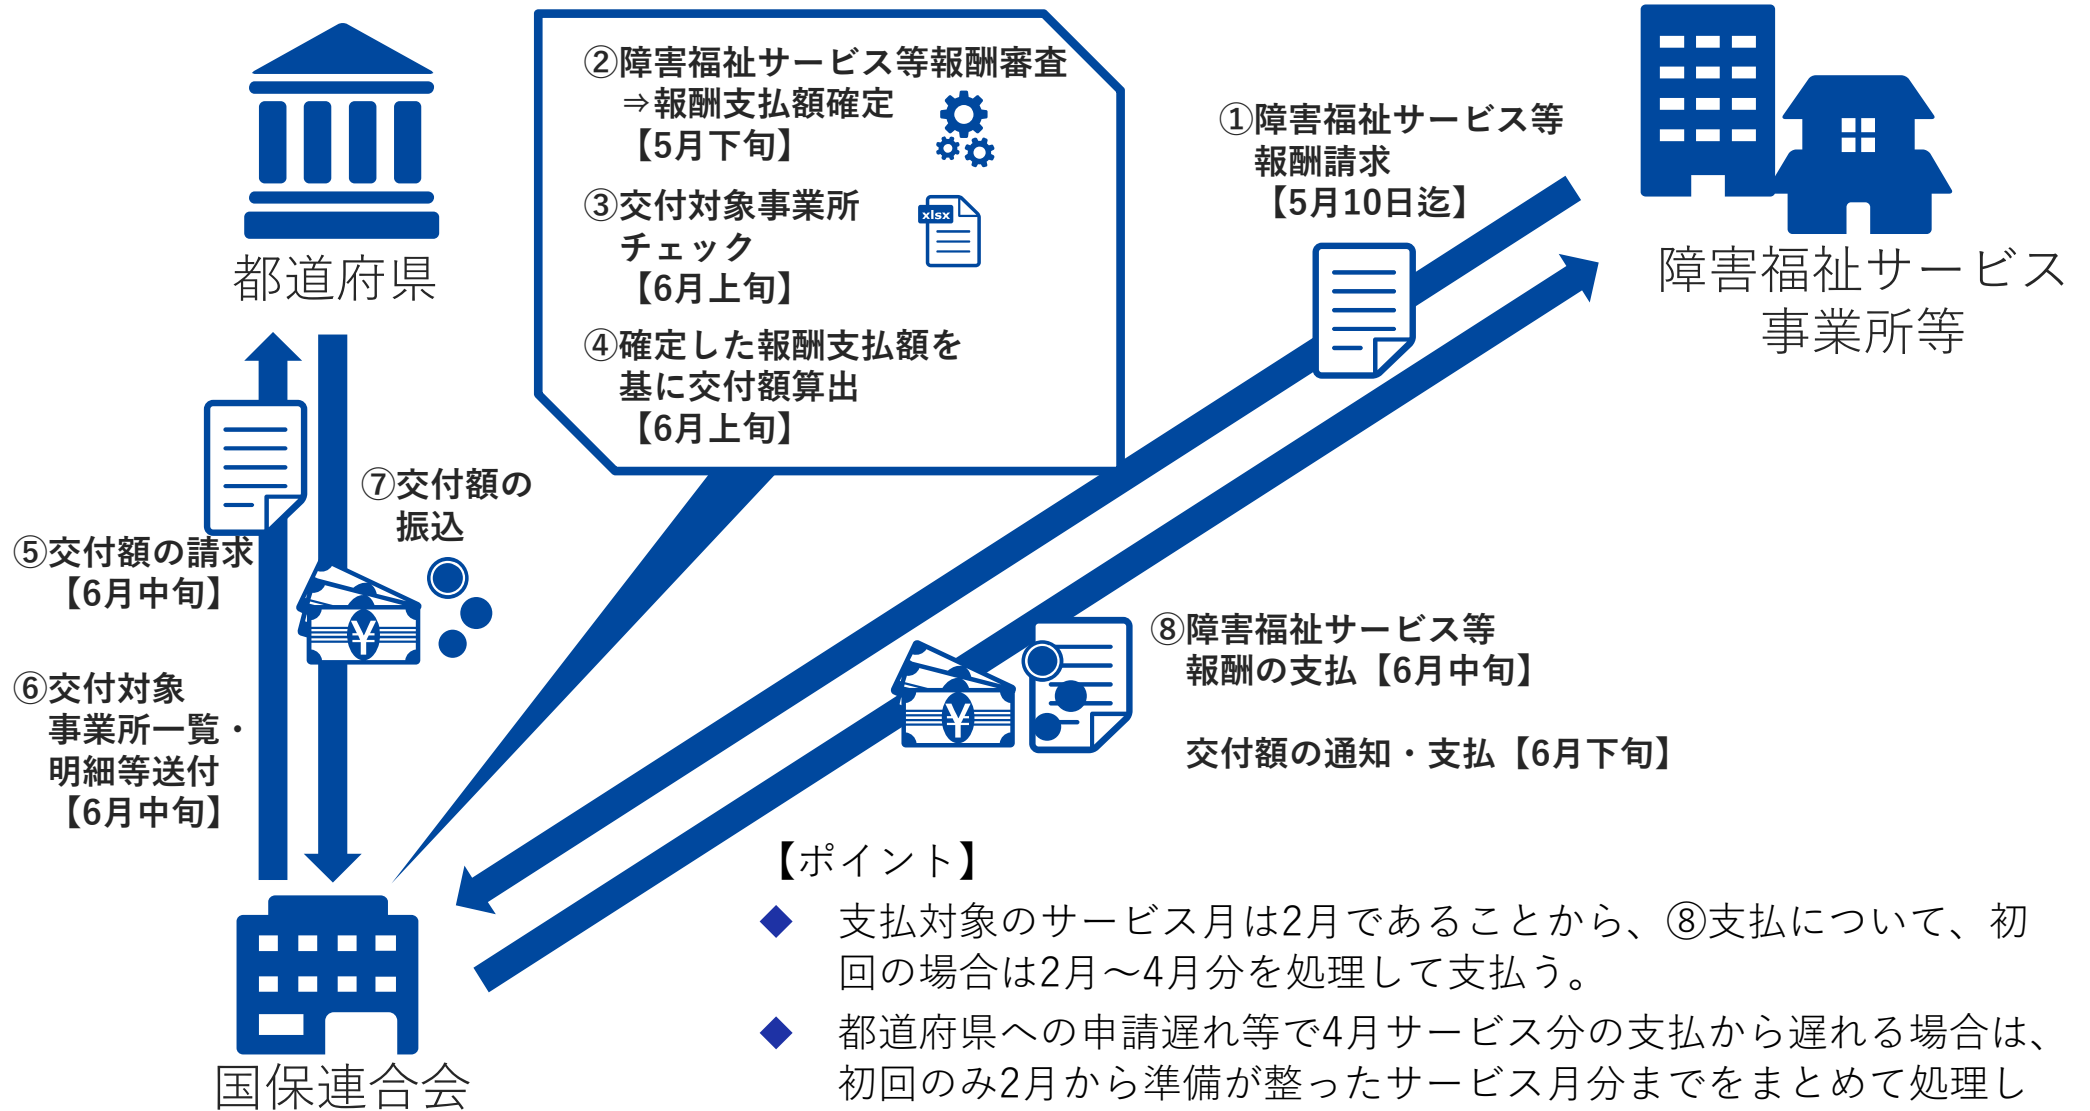 都道府県
②障害福祉サービス等報酬審査
⇒報酬支払額確定
【5月下旬】
③交付対象事業所
チェック
【6月上旬】
xlsx
④確定した報酬支払額を
基に交付額算出
【6月上旬】
①障害福祉サービス等
報酬請求
【5月10日迄】
障害福祉サービス
事業所等
⑦交付額の
振込
⑤交付額の請求
【6月中旬】
¥
⑥交付対象
事業所一覧・
明細等送付
【6月中旬】
¥
⑧障害福祉サービス等
報酬の支払【6月中旬】
交付額の通知・支払【6月下旬】
国保連合会
【ポイント】
◆ 支払対象のサービス月は2月であることから、⑧支払について、初
回の場合は2月～4月分を処理して支払う。
◆ 都道府県への申請遅れ等で4月サービス分の支払から遅れる場合は、
初回のみ2月から準備が整ったサービス月分までをまとめて処理し